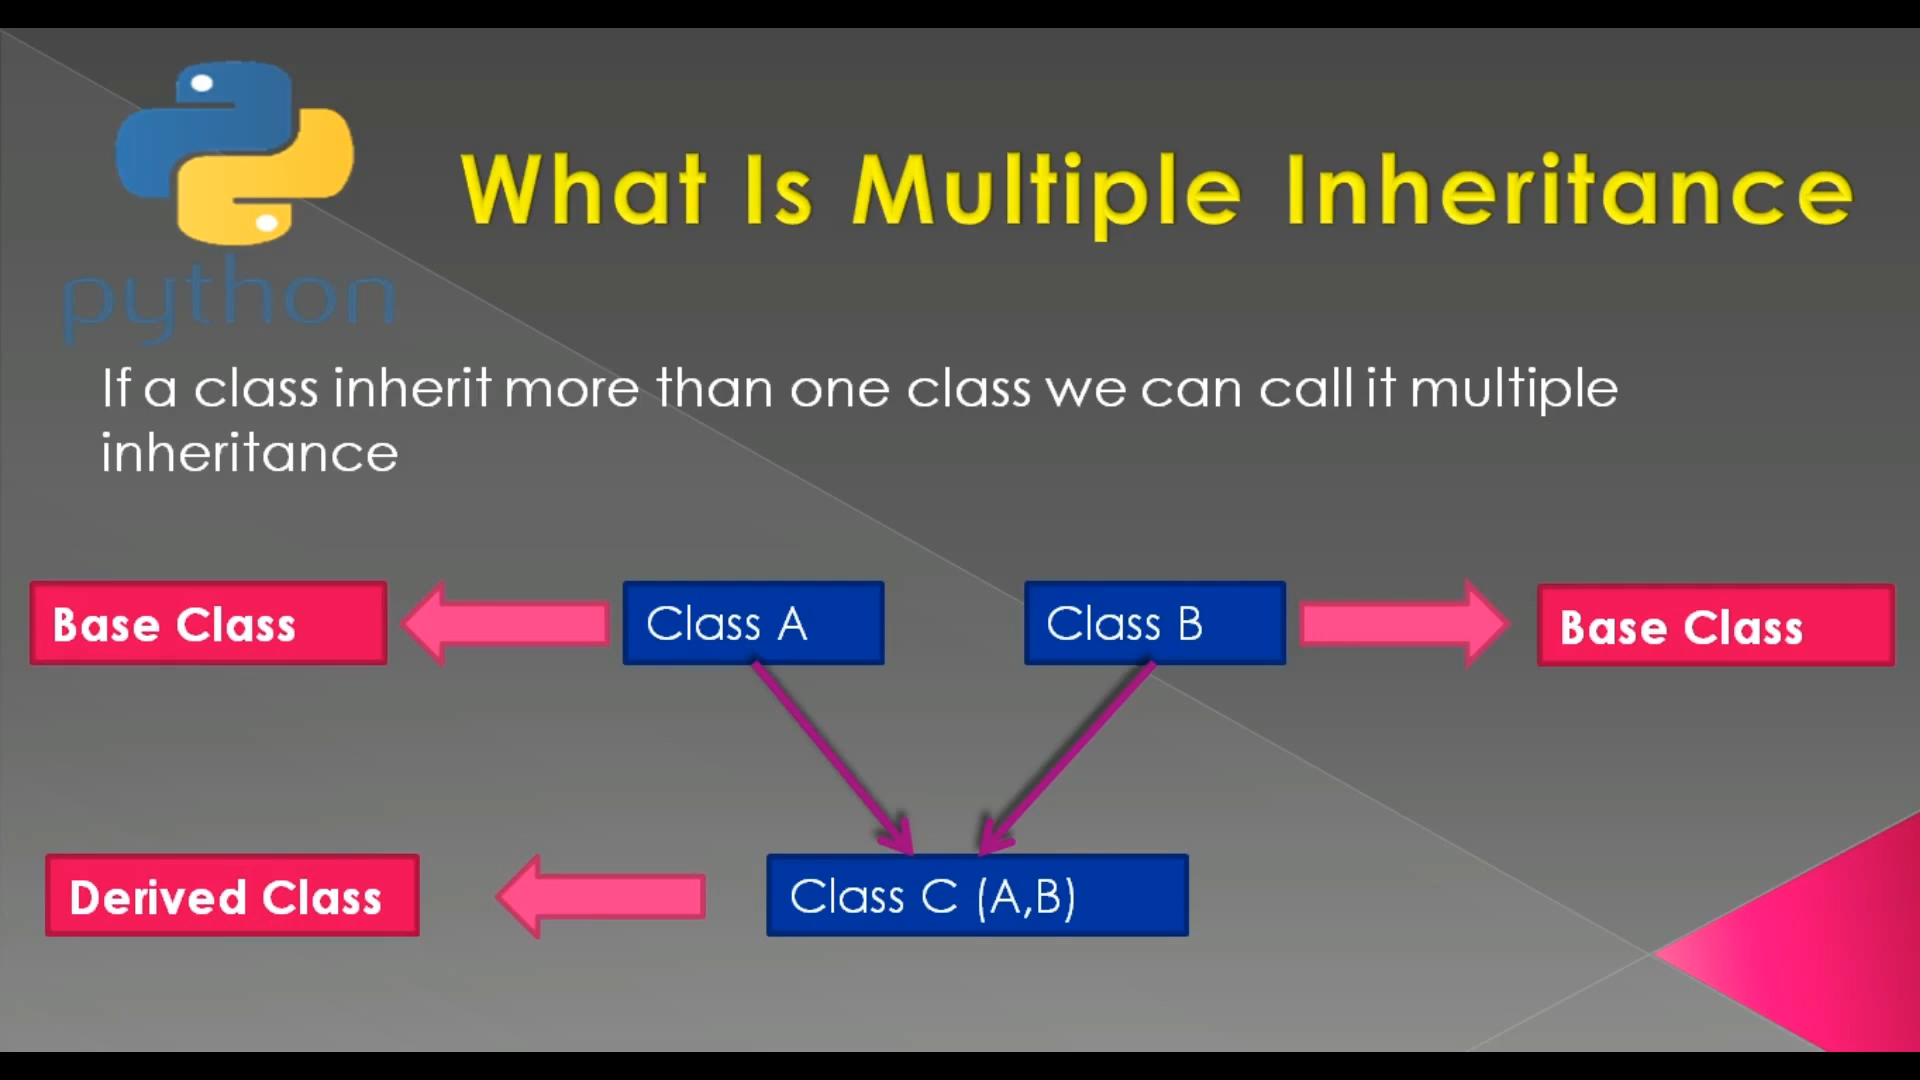 What Is Multiple Inheritance
python
If a class inherit more than one class we can call it multiple
inheritance
Base Class
Class A
Class B
Base Class
Derived Class
Class C (A,B)